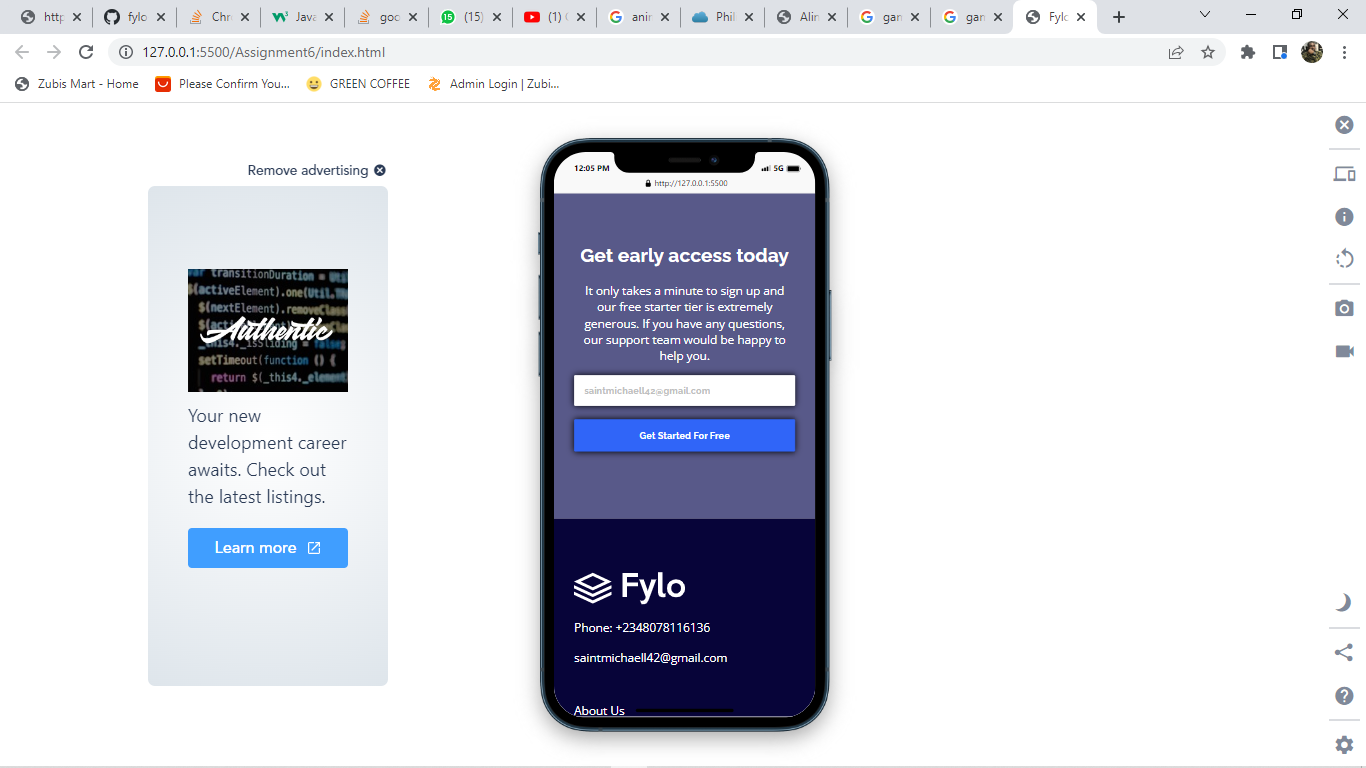 http
fylo
Chr
Java
goo
(15)
(1)
anir
Phil
Alin
gan
gan
Fylo
127.0.0.1:5500/Assignment6/index.html
Zubis Mart - Home
Please Confirm You...
GREEN COFFEE
Admin Login | Zubi...
Remove advertising
var transitionDuration = Util
$(activeElement).one(Util.TR
$(nextElement).removeClass
Authentic
_this4._isSliding = false;
setTimeout(function () {
return $(_this4._element)
Your new
development career
awaits. Check out
the latest listings.
Learn more
12:05 PM
5G
http://127.0.0.1:5500
Get early access today
It only takes a minute to sign up and
our free starter tier is extremely
generous. If you have any questions,
our support team would be happy to
help you.
saintmichaell42@gmail.com
Get Started For Free
Fylo
Phone: +2348078116136
saintmichaell42@gmail.com
About Us